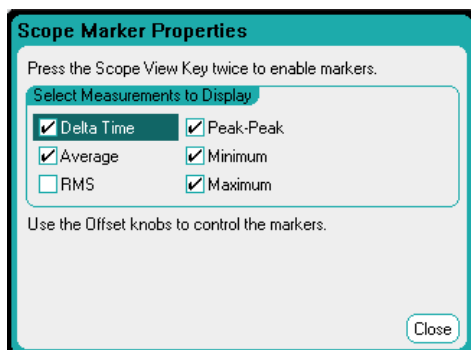 Scope Marker Properties
Press the Scope View Key twice to enable markers.
Select Measurements to Display
Delta Time
Peak-Peak
Average
Minimum
RMS
Maximum
Use the Offset knobs to control the markers.
Close